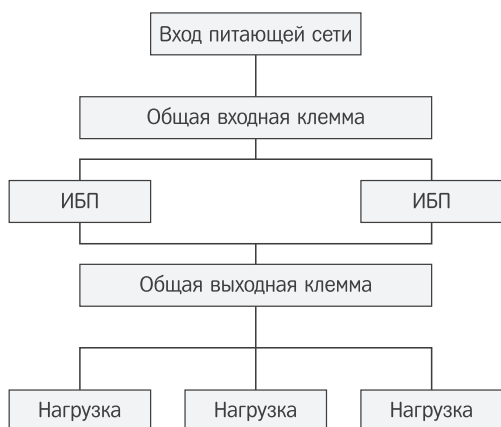 Вход питающей сети
Общая входная клемма
ИБП
ИБП
Общая выходная клемма
Нагрузка
Нагрузка
Нагрузка